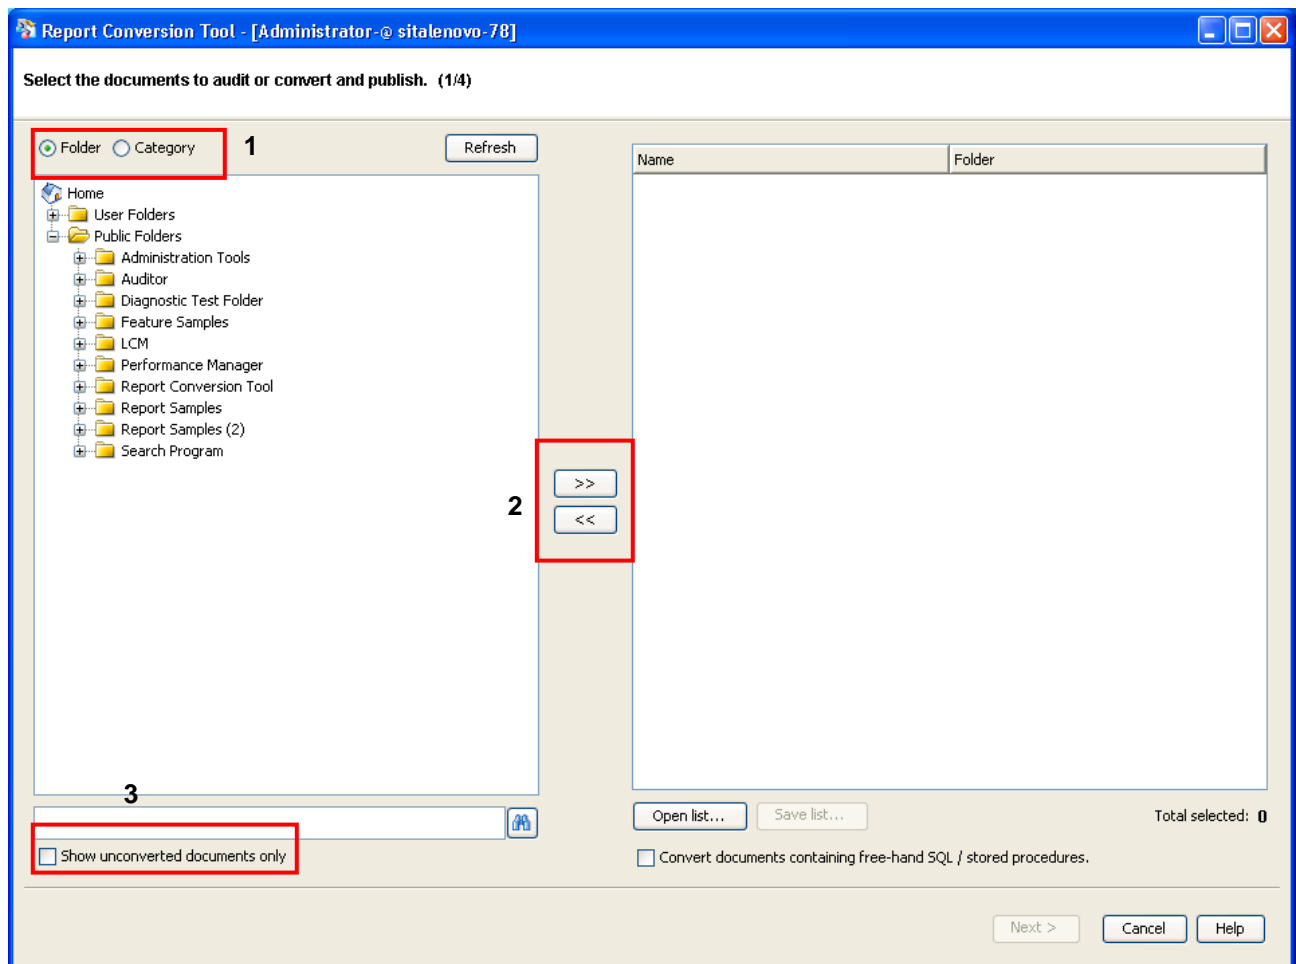 Report Conversion Tool - [Administrator-@ sitalenovo-78]
Select the documents to audit or convert and publish. (1/4)
Folder Category 1 Refresh
Name Folder
Home
User Folders
Public Folders
Administration Tools
Auditor
Diagnostic Test Folder
Feature Samples
LCM
Performance Manager
Report Conversion Tool
Report Samples
Report Samples (2)
Search Program
>>
2
<<
3
Open list... Save list... Total selected: 0
Show unconverted documents only
Convert documents containing free-hand SQL / stored procedures.
Next > Cancel Help